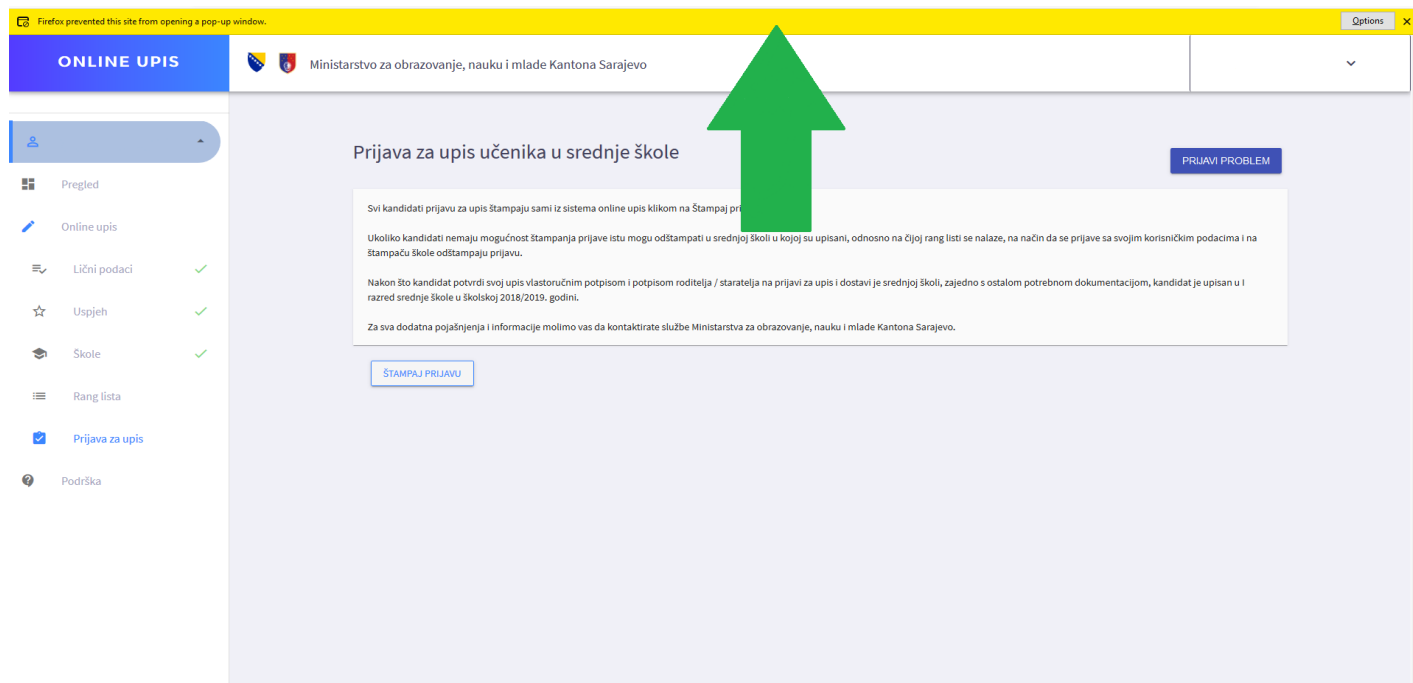 Firefox prevented this site from opening a pop-up window.
Options
ONLINE UPIS
Ministarstvo za obrazovanje, nauku i mlade Kantona Sarajevo
Pregled
Online upis
Lični podaci
Uspjeh
Škole
Rang lista
Prijava za upis
Podrška
Prijava za upis učenika u srednje škole
PRIJAVI PROBLEM
Svi kandidati prijavu za upis štampaju sami iz sistema online upis klikom na Štampaj pri
Ukoliko kandidati nemaju mogućnost štampanja prijave istu mogu odštampati u srednjoj školi u kojoj su upisani, odnosno na čijoj rang listi se nalaze, na način da se prijave sa svojim korisničkim podacima i na
štampaču škole odštampaju prijavu.
Nakon što kandidat potvrdi svoj upis vlastoručnim potpisom i potpisom roditelja / staratelja na prijavi za upis i dostavi je srednjoj školi, zajedno s ostalom potrebnom dokumentacijom, kandidat je upisan u I
razred srednje škole u školskoj 2018/2019. godini.
Za sva dodatna pojašnjenja i informacije molimo vas da kontaktirate službe Ministarstva za obrazovanje, nauku i mlade Kantona Sarajevo.
ŠTAMPAJ PRIJAVU